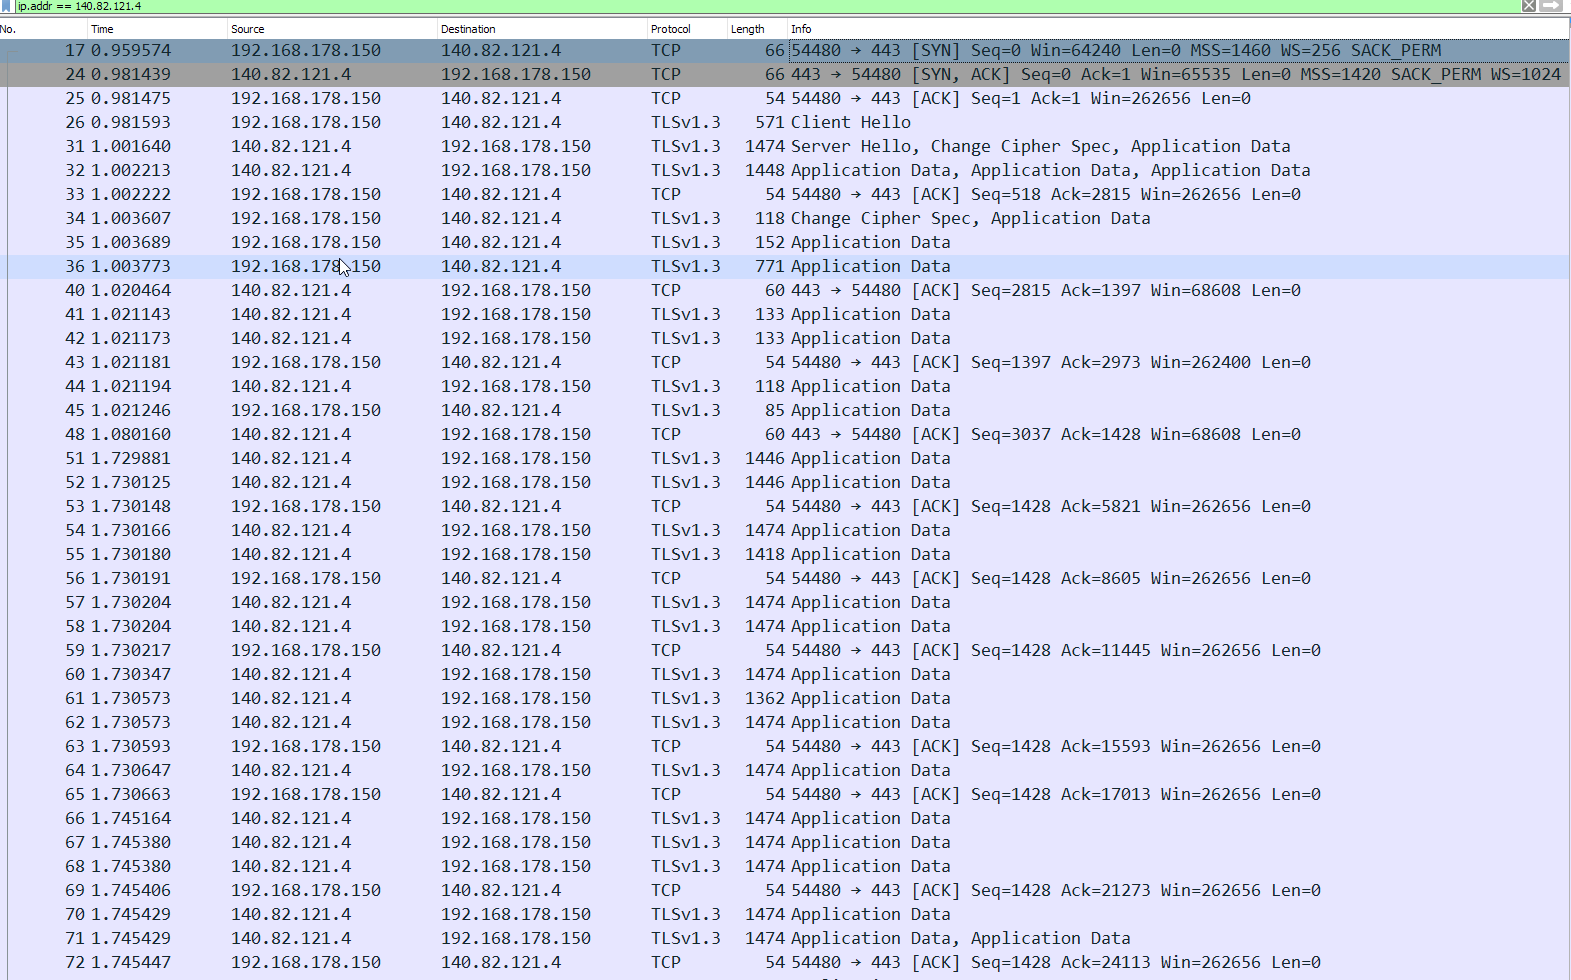 ip.addr == 140.82.121.4
No. Time Source Destination Protocol Length Info
17 0.959574 192.168.178.150 140.82.121.4 TCP 66 54480 → 443 [SYN] Seq=0 Win=64240 Len=0 MSS=1460 WS=256 SACK_PERM
24 0.981439 140.82.121.4 192.168.178.150 TCP 66 443 → 54480 [SYN, ACK] Seq=0 Ack=1 Win=65535 Len=0 MSS=1420 SACK_PERM WS=1024
25 0.981475 192.168.178.150 140.82.121.4 TCP 54 54480 → 443 [ACK] Seq=1 Ack=1 Win=262656 Len=0
26 0.981593 192.168.178.150 140.82.121.4 TLSv1.3 571 Client Hello
31 1.001640 140.82.121.4 192.168.178.150 TLSv1.3 1474 Server Hello, Change Cipher Spec, Application Data
32 1.002213 140.82.121.4 192.168.178.150 TLSv1.3 1448 Application Data, Application Data, Application Data
33 1.002222 192.168.178.150 140.82.121.4 TCP 54 54480 → 443 [ACK] Seq=518 Ack=2815 Win=262656 Len=0
34 1.003607 192.168.178.150 140.82.121.4 TLSv1.3 118 Change Cipher Spec, Application Data
35 1.003689 192.168.178.150 140.82.121.4 TLSv1.3 152 Application Data
36 1.003773 192.168.178.150 140.82.121.4 TLSv1.3 771 Application Data
40 1.020464 140.82.121.4 192.168.178.150 TCP 60 443 → 54480 [ACK] Seq=2815 Ack=1397 Win=68608 Len=0
41 1.021143 140.82.121.4 192.168.178.150 TLSv1.3 133 Application Data
42 1.021173 140.82.121.4 192.168.178.150 TLSv1.3 133 Application Data
43 1.021181 192.168.178.150 140.82.121.4 TCP 54 54480 → 443 [ACK] Seq=1397 Ack=2973 Win=262400 Len=0
44 1.021194 140.82.121.4 192.168.178.150 TLSv1.3 118 Application Data
45 1.021246 192.168.178.150 140.82.121.4 TLSv1.3 85 Application Data
48 1.080160 140.82.121.4 192.168.178.150 TCP 60 443 → 54480 [ACK] Seq=3037 Ack=1428 Win=68608 Len=0
51 1.729881 140.82.121.4 192.168.178.150 TLSv1.3 1446 Application Data
52 1.730125 140.82.121.4 192.168.178.150 TLSv1.3 1446 Application Data
53 1.730148 192.168.178.150 140.82.121.4 TCP 54 54480 → 443 [ACK] Seq=1428 Ack=5821 Win=262656 Len=0
54 1.730166 140.82.121.4 192.168.178.150 TLSv1.3 1474 Application Data
55 1.730180 140.82.121.4 192.168.178.150 TLSv1.3 1418 Application Data
56 1.730191 192.168.178.150 140.82.121.4 TCP 54 54480 → 443 [ACK] Seq=1428 Ack=8605 Win=262656 Len=0
57 1.730204 140.82.121.4 192.168.178.150 TLSv1.3 1474 Application Data
58 1.730204 140.82.121.4 192.168.178.150 TLSv1.3 1474 Application Data
59 1.730217 192.168.178.150 140.82.121.4 TCP 54 54480 → 443 [ACK] Seq=1428 Ack=11445 Win=262656 Len=0
60 1.730347 140.82.121.4 192.168.178.150 TLSv1.3 1474 Application Data
61 1.730573 140.82.121.4 192.168.178.150 TLSv1.3 1362 Application Data
62 1.730573 140.82.121.4 192.168.178.150 TLSv1.3 1474 Application Data
63 1.730593 192.168.178.150 140.82.121.4 TCP 54 54480 → 443 [ACK] Seq=1428 Ack=15593 Win=262656 Len=0
64 1.730647 140.82.121.4 192.168.178.150 TLSv1.3 1474 Application Data
65 1.730663 192.168.178.150 140.82.121.4 TCP 54 54480 → 443 [ACK] Seq=1428 Ack=17013 Win=262656 Len=0
66 1.745164 140.82.121.4 192.168.178.150 TLSv1.3 1474 Application Data
67 1.745380 140.82.121.4 192.168.178.150 TLSv1.3 1474 Application Data
68 1.745380 140.82.121.4 192.168.178.150 TLSv1.3 1474 Application Data
69 1.745406 192.168.178.150 140.82.121.4 TCP 54 54480 → 443 [ACK] Seq=1428 Ack=21273 Win=262656 Len=0
70 1.745429 140.82.121.4 192.168.178.150 TLSv1.3 1474 Application Data
71 1.745429 140.82.121.4 192.168.178.150 TLSv1.3 1474 Application Data, Application Data
72 1.745447 192.168.178.150 140.82.121.4 TCP 54 54480 → 443 [ACK] Seq=1428 Ack=24113 Win=262656 Len=0